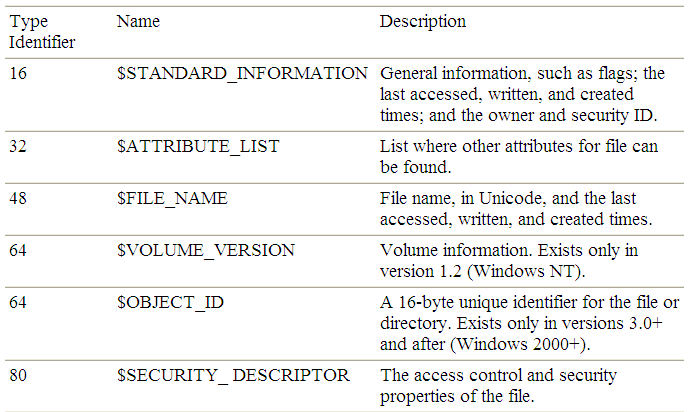 Type Identifier Name Description
16 $STANDARD_INFORMATION General information, such as flags; the
last accessed, written, and created
times; and the owner and security ID.
32 $ATTRIBUTE_LIST List where other attributes for file can
be found.
48 $FILE_NAME File name, in Unicode, and the last
accessed, written, and created times.
64 $VOLUME_VERSION Volume information. Exists only in
version 1.2 (Windows NT).
64 $OBJECT_ID A 16-byte unique identifier for the file or
directory. Exists only in versions 3.0+
and after (Windows 2000+).
80 $SECURITY_ DESCRIPTOR The access control and security
properties of the file.